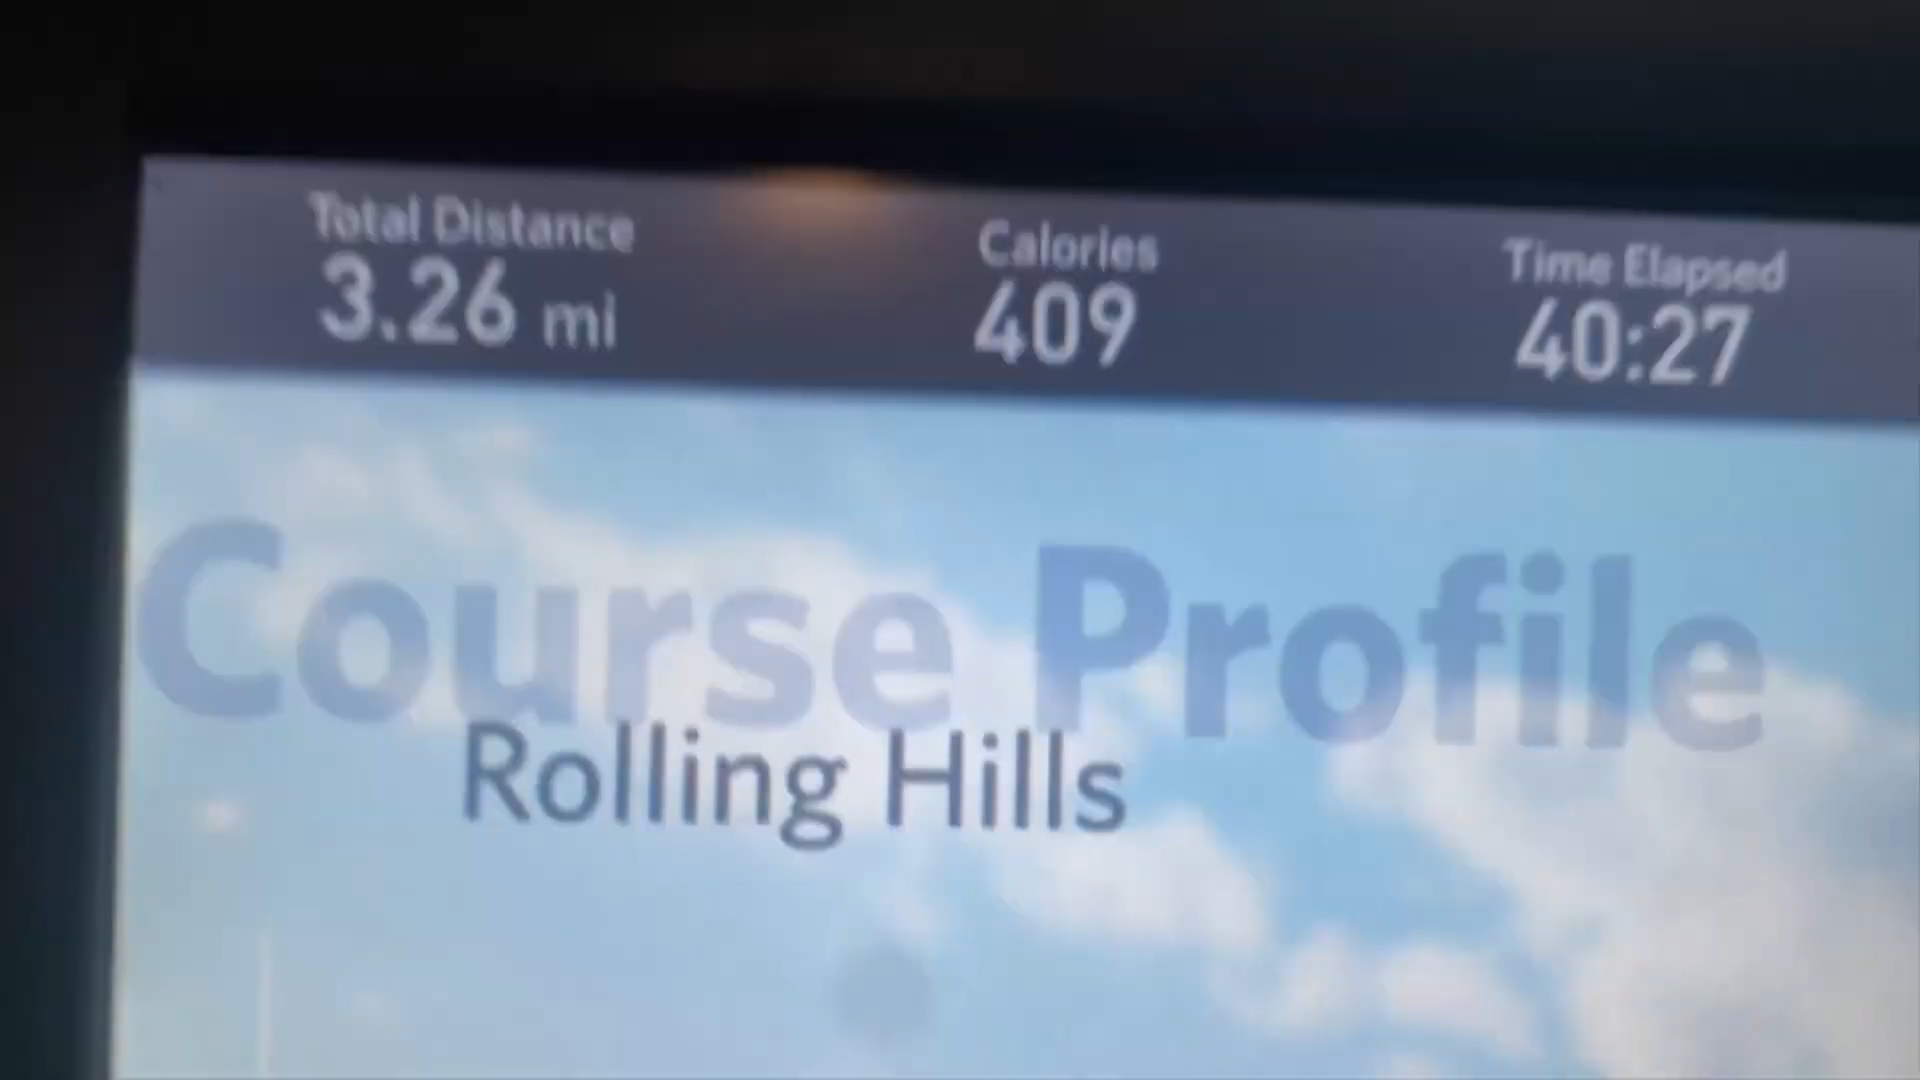 Total Distance Calories Time Elapsed
3.26 mi 409 40:27
Course Profile
Rolling Hills